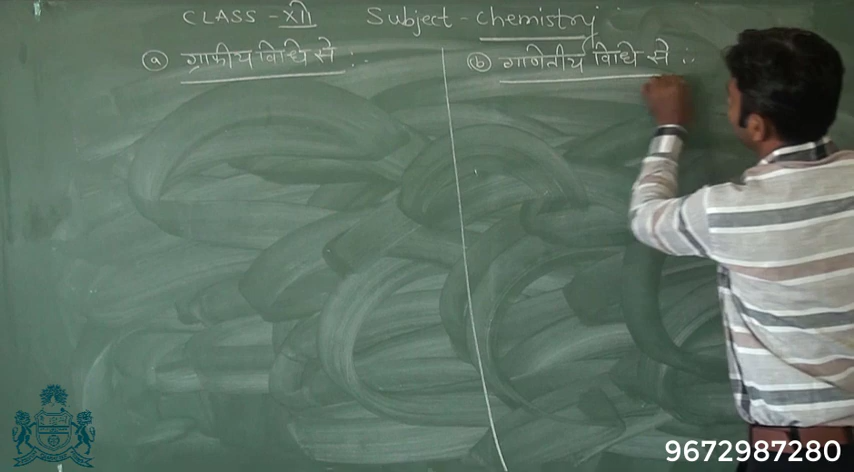 CLASS - XII Subject - Chemistry
(a) ग्राफीय विधि से :-
(b) गणितीय विधि से :-
9672987280